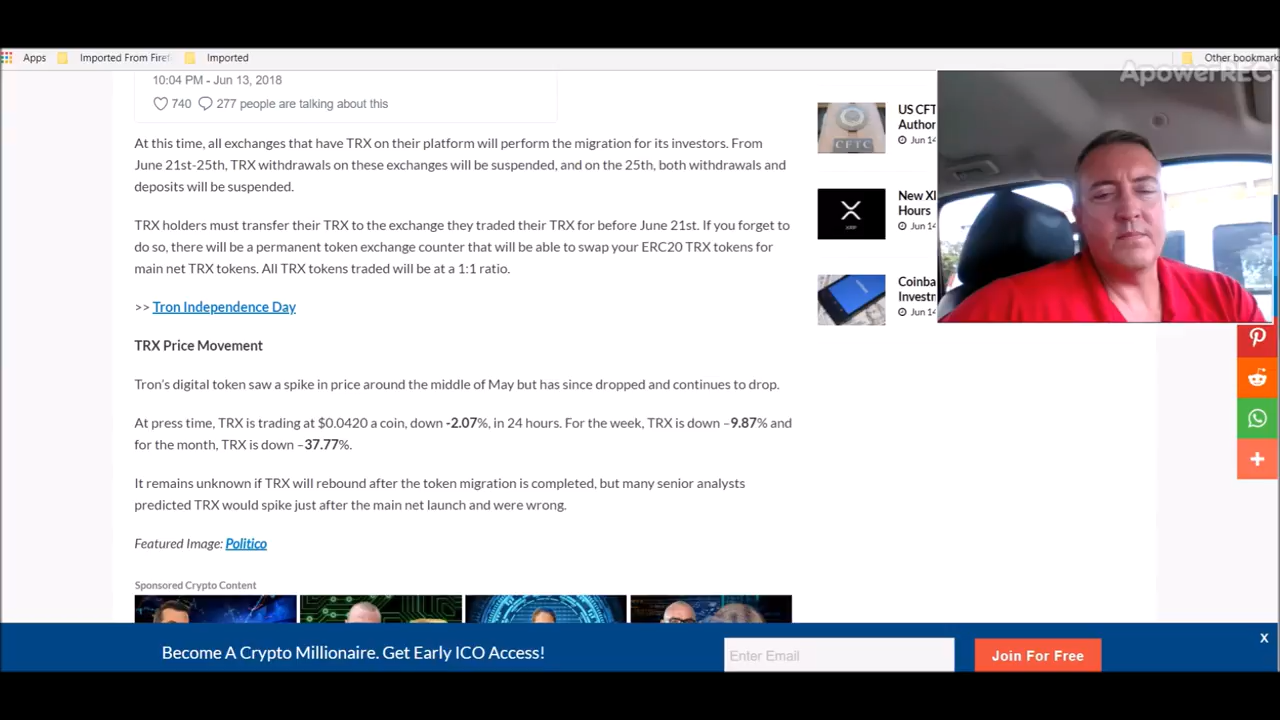 Apps
Imported From Firef
Imported
Other bookmark
ApowerREC
10:04 PM - Jun 13, 2018
740
277 people are talking about this
At this time, all exchanges that have TRX on their platform will perform the migration for its investors. From
June 21st-25th, TRX withdrawals on these exchanges will be suspended, and on the 25th, both withdrawals and
deposits will be suspended.
TRX holders must transfer their TRX to the exchange they traded their TRX for before June 21st. If you forget to
do so, there will be a permanent token exchange counter that will be able to swap your ERC20 TRX tokens for
main net TRX tokens. All TRX tokens traded will be at a 1:1 ratio.
>> Tron Independence Day
TRX Price Movement
Tron's digital token saw a spike in price around the middle of May but has since dropped and continues to drop.
At press time, TRX is trading at $0.0420 a coin, down -2.07%, in 24 hours. For the week, TRX is down –9.87% and
for the month, TRX is down –37.77%.
It remains unknown if TRX will rebound after the token migration is completed, but many senior analysts
predicted TRX would spike just after the main net launch and were wrong.
Featured Image: Politico
Sponsored Crypto Content
CFTC
US CFT
Author
Jun 14
XRP
New XI
Hours
Jun 14
Coinba
Investr
Jun 14
Become A Crypto Millionaire. Get Early ICO Access!
Enter Email
Join For Free
X